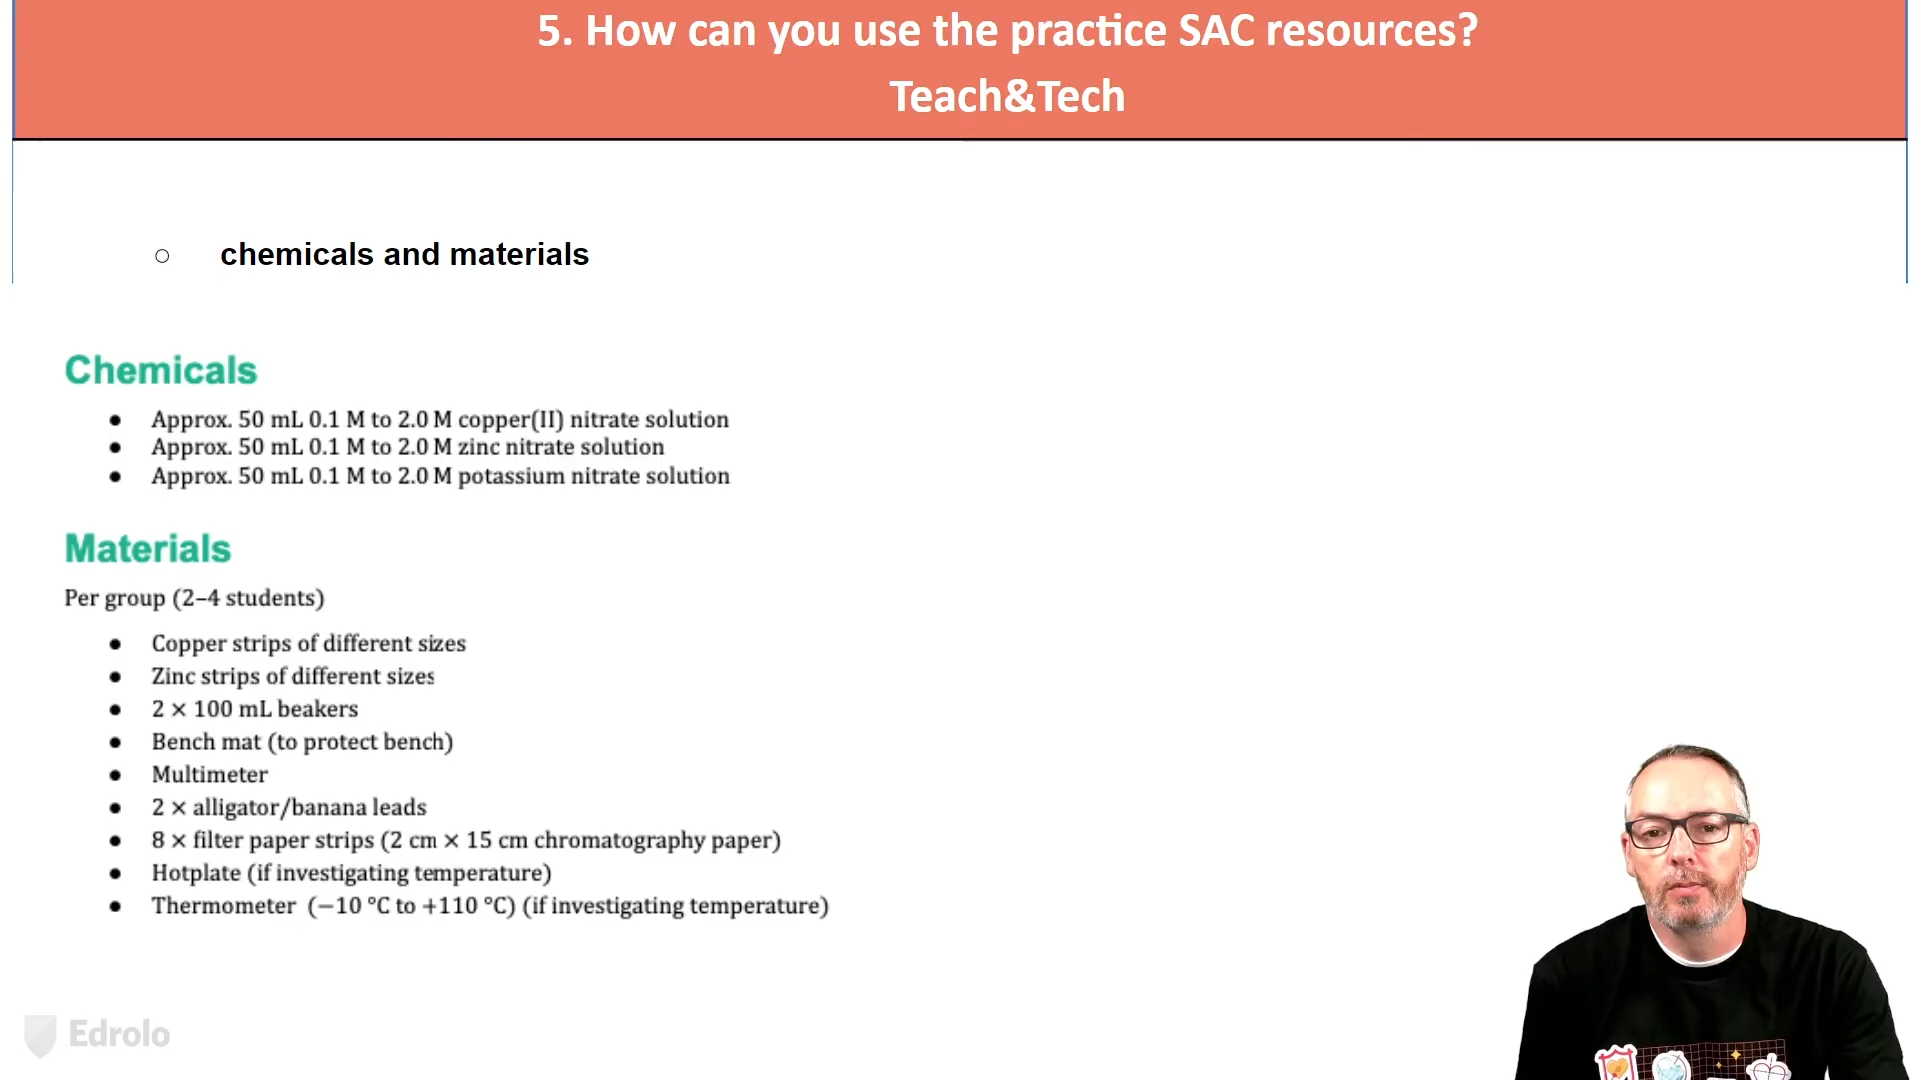 5. How can you use the practice SAC resources?
Teach&Tech
○ chemicals and materials
Chemicals
● Approx. 50 mL 0.1 M to 2.0 M copper(II) nitrate solution
● Approx. 50 mL 0.1 M to 2.0 M zinc nitrate solution
● Approx. 50 mL 0.1 M to 2.0 M potassium nitrate solution
Materials
Per group (2–4 students)
● Copper strips of different sizes
● Zinc strips of different sizes
● 2 × 100 mL beakers
● Bench mat (to protect bench)
● Multimeter
● 2 × alligator/banana leads
● 8 × filter paper strips (2 cm × 15 cm chromatography paper)
● Hotplate (if investigating temperature)
● Thermometer (−10 °C to +110 °C) (if investigating temperature)
Edrolo